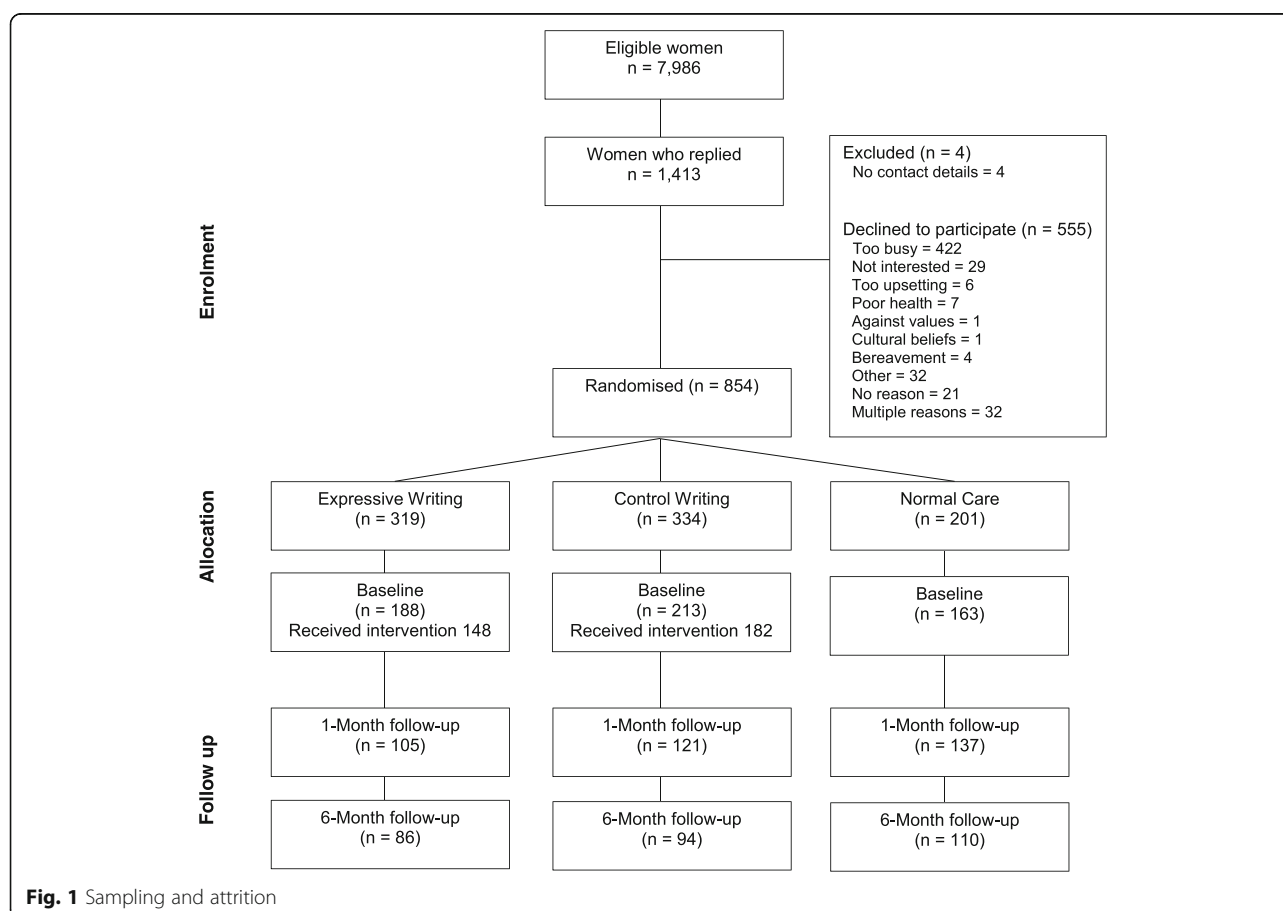 Eligible women
n = 7,986
Women who replied
n = 1,413
Excluded (n = 4)
No contact details = 4
Declined to participate (n = 555)
Too busy = 422
Not interested = 29
Too upsetting = 6
Poor health = 7
Against values = 1
Cultural beliefs = 1
Bereavement = 4
Other = 32
No reason = 21
Multiple reasons = 32
Enrolment
Randomised (n = 854)
Allocation
Expressive Writing
(n = 319)
Control Writing
(n = 334)
Normal Care
(n = 201)
Baseline
(n = 188)
Received intervention 148
Baseline
(n = 213)
Received intervention 182
Baseline
(n = 163)
Follow up
1-Month follow-up
(n = 105)
1-Month follow-up
(n = 121)
1-Month follow-up
(n = 137)
6-Month follow-up
(n = 86)
6-Month follow-up
(n = 94)
6-Month follow-up
(n = 110)
Fig. 1 Sampling and attrition